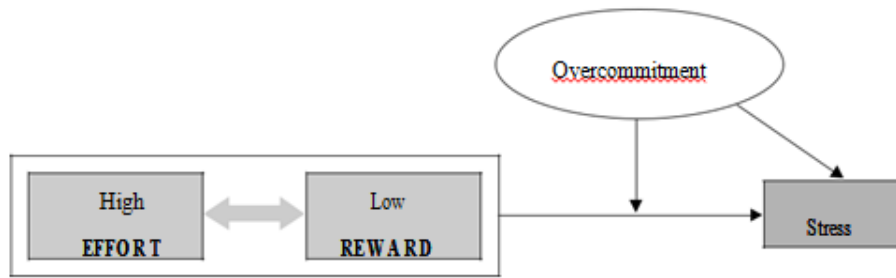 Overcommitment
High
EFFORT
Low
REWARD
Stress